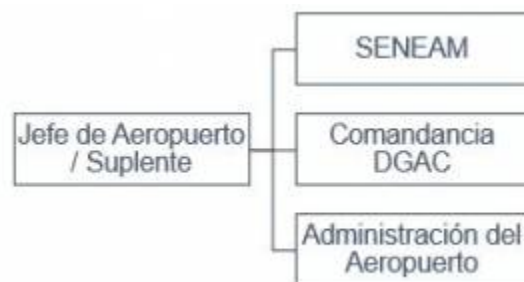 Jefe de Aeropuerto
/ Suplente
SENEAM
Comandancia
DGAC
Administración del
Aeropuerto